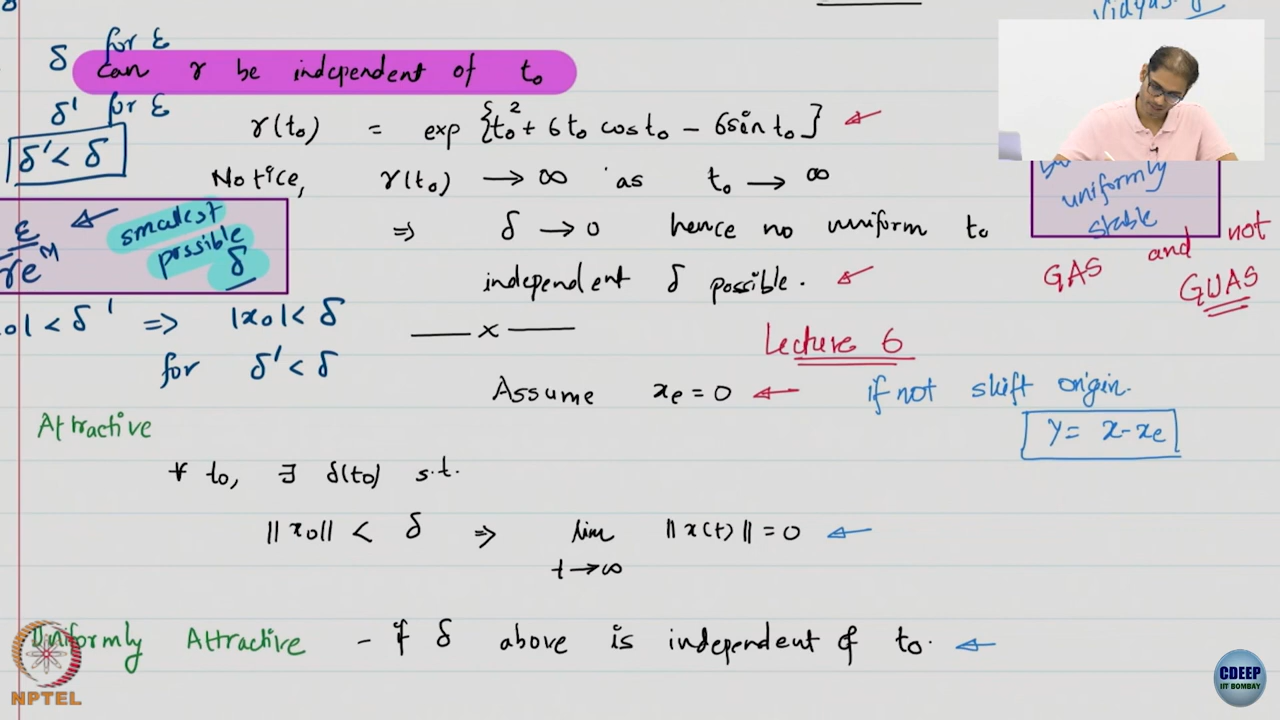 δ for ε
can γ be independent of t₀
δ' for ε
γ(t₀) = exp {t₀² + 6 t₀ cos t₀ − 6 sin t₀}
δ' < δ
Notice, γ(t₀) → ∞ as t₀ → ∞
uniformly
stable
smallest
possible
δ
ε
γe^M
⇒ δ → 0 hence no uniform t₀
and not
independent δ possible.
GAS
GUAS
< δ' ⇒ |x₀| < δ
for δ' < δ
—— x ——
Lecture 6
Assume xₑ = 0
if not shift origin.
y = x − xₑ
Attractive
∀ t₀, ∃ δ(t₀) s.t.
||x₀|| < δ ⇒ lim ||x(t)|| = 0
t → ∞
Uniformly Attractive – if δ above is independent of t₀.
NPTEL
CDEEP
IIT BOMBAY